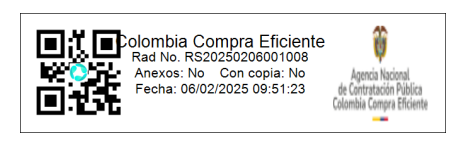 Colombia Compra Eficiente
Rad No. RS20250206001008
Anexos: No Con copia: No
Fecha: 06/02/2025 09:51:23
Agencia Nacional
de Contratación Pública
Colombia Compra Eficiente